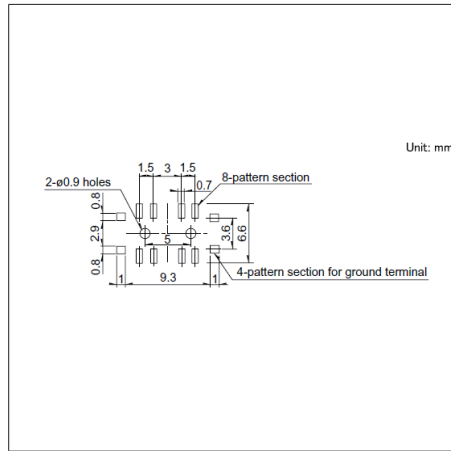 Unit: mm
1.5 3 1.5
2-ø0.9 holes
0.7
8-pattern section
0.8
2.9
0.8
5
3.6
6.6
1
9.3
1
4-pattern section for ground terminal